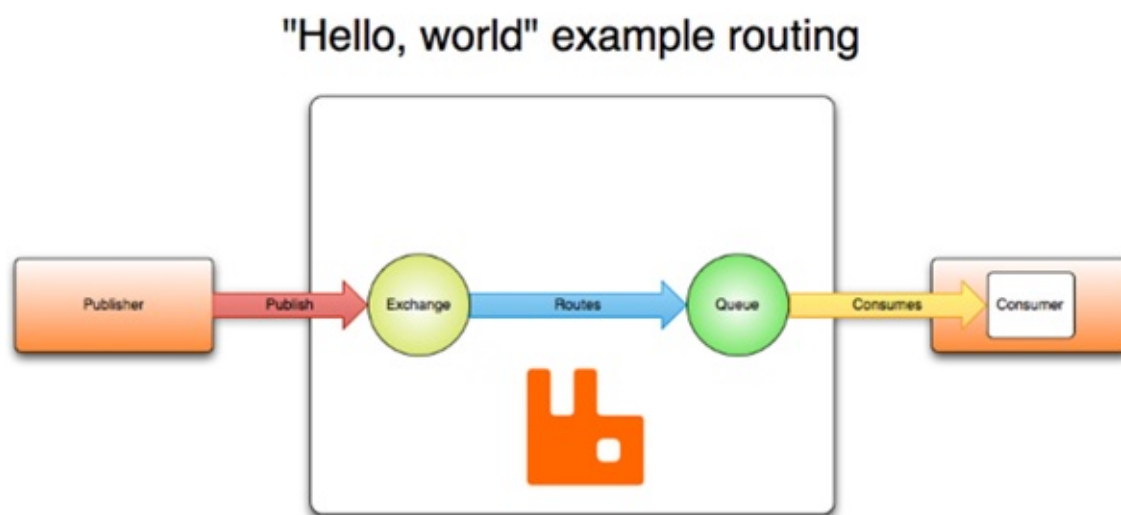 "Hello, world" example routing
Publisher
Publish
Exchange
Routes
Queue
Consumes
Consumer